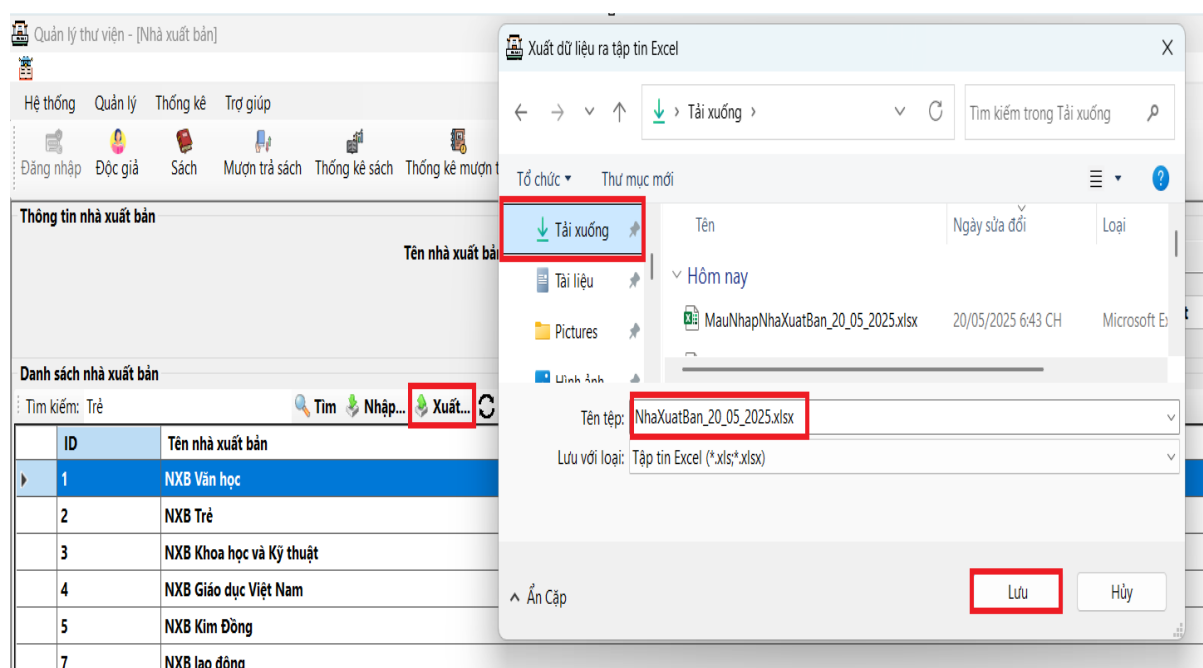 Quản lý thư viện - [Nhà xuất bản]
Hệ thống Quản lý Thống kê Trợ giúp
Đăng nhập Độc giả Sách Mượn trả sách Thống kê sách Thống kê mượn t
Thông tin nhà xuất bản
Tên nhà xuất bản
Danh sách nhà xuất bản
Tìm kiếm: Trẻ Tìm Nhập... Xuất...
ID Tên nhà xuất bản
1 NXB Văn học
2 NXB Trẻ
3 NXB Khoa học và Kỹ thuật
4 NXB Giáo dục Việt Nam
5 NXB Kim Đồng
7 NXB lao động
Xuất dữ liệu ra tập tin Excel
Tải xuống
Tìm kiếm trong Tải xuống
Tổ chức Thư mục mới
Tải xuống
Tài liệu
Pictures
Hình ảnh
Tên Ngày sửa đổi Loại
Hôm nay
MauNhapNhaXuatBan_20_05_2025.xlsx 20/05/2025 6:43 CH Microsoft Ex
Tên tệp: NhaXuatBan_20_05_2025.xlsx
Lưu với loại: Tập tin Excel (*.xls;*.xlsx)
Ẩn Cặp Lưu Hủy